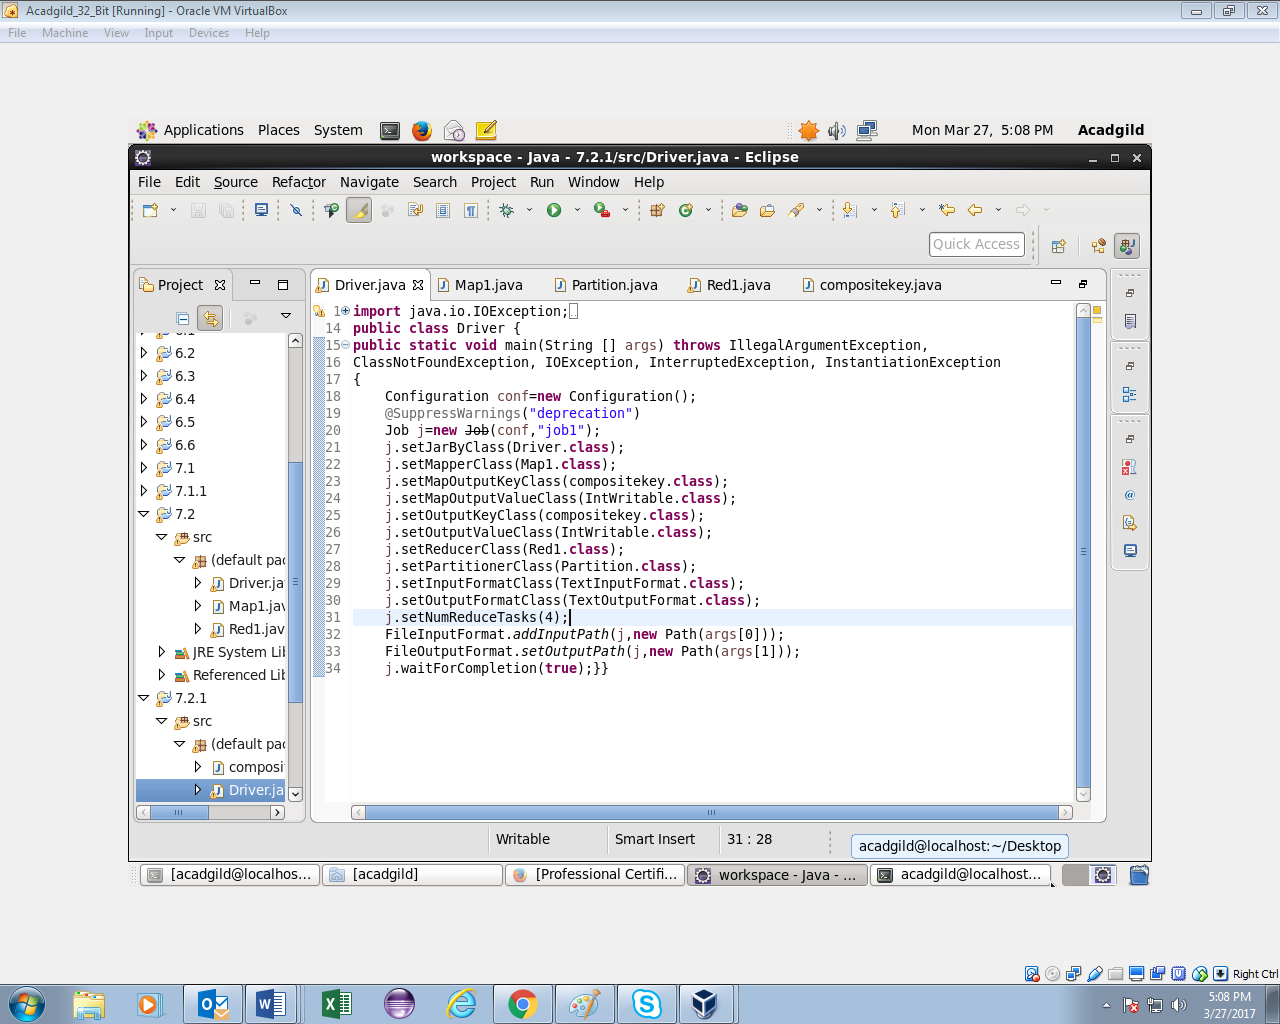 Acadgild_32_Bit [Running] - Oracle VM VirtualBox
File Machine View Input Devices Help
Applications Places System Mon Mar 27, 5:08 PM Acadgild
workspace - Java - 7.2.1/src/Driver.java - Eclipse
File Edit Source Refactor Navigate Search Project Run Window Help
Quick Access
Project
Driver.java Map1.java Partition.java Red1.java compositekey.java
6.2
6.3
6.4
6.5
6.6
7.1
7.1.1
7.2
src
(default pac
Driver.ja
Map1.jav
Red1.jav
JRE System Lib
Referenced Lib
7.2.1
src
(default pac
composit
Driver.ja
1 import java.io.IOException;
14 public class Driver {
15 public static void main(String [] args) throws IllegalArgumentException,
16 ClassNotFoundException, IOException, InterruptedException, InstantiationException
17 {
18 Configuration conf=new Configuration();
19 @SuppressWarnings("deprecation")
20 Job j=new Job(conf,"job1");
21 j.setJarByClass(Driver.class);
22 j.setMapperClass(Map1.class);
23 j.setMapOutputKeyClass(compositekey.class);
24 j.setMapOutputValueClass(IntWritable.class);
25 j.setOutputKeyClass(compositekey.class);
26 j.setOutputValueClass(IntWritable.class);
27 j.setReducerClass(Red1.class);
28 j.setPartitionerClass(Partition.class);
29 j.setInputFormatClass(TextInputFormat.class);
30 j.setOutputFormatClass(TextOutputFormat.class);
31 j.setNumReduceTasks(4);
32 FileInputFormat.addInputPath(j,new Path(args[0]));
33 FileOutputFormat.setOutputPath(j,new Path(args[1]));
34 j.waitForCompletion(true);}}
Writable Smart Insert 31 : 28
acadgild@localhost:~/Desktop
[acadgild@localhos... [acadgild] [Professional Certifi... workspace - Java - ... acadgild@localhost...
Right Ctrl
5:08 PM
3/27/2017